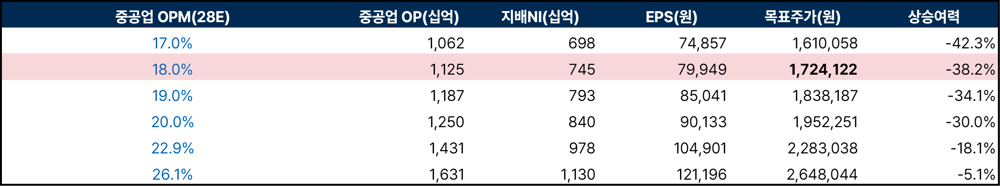 중공업 OPM(28E) 중공업 OP(십억) 지배NI(십억) EPS(원) 목표주가(원) 상승여력
17.0% 1,062 698 74,857 1,610,058 -42.3%
18.0% 1,125 745 79,949 1,724,122 -38.2%
19.0% 1,187 793 85,041 1,838,187 -34.1%
20.0% 1,250 840 90,133 1,952,251 -30.0%
22.9% 1,431 978 104,901 2,283,038 -18.1%
26.1% 1,631 1,130 121,196 2,648,044 -5.1%